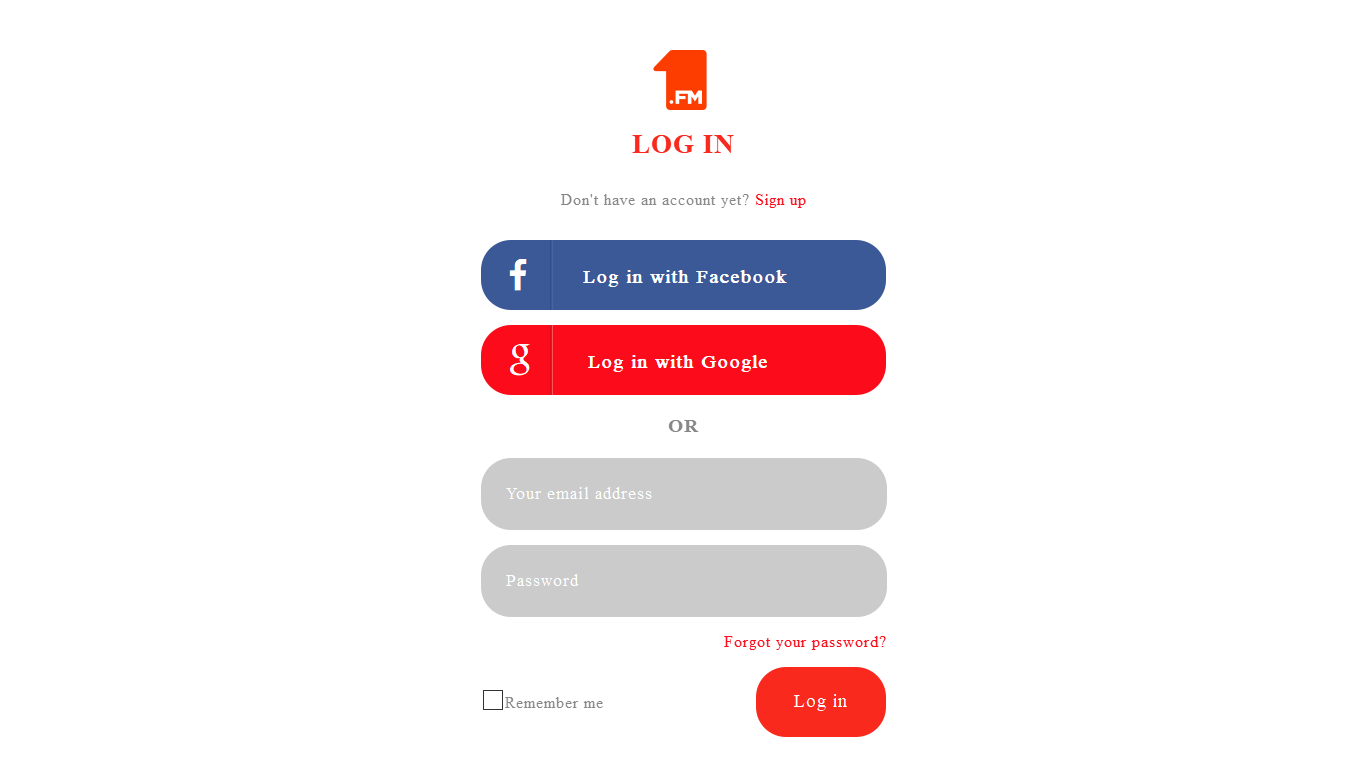 .FM
LOG IN
Don't have an account yet? Sign up
f
Log in with Facebook
g
Log in with Google
OR
Your email address
Password
Forgot your password?
Remember me
Log in